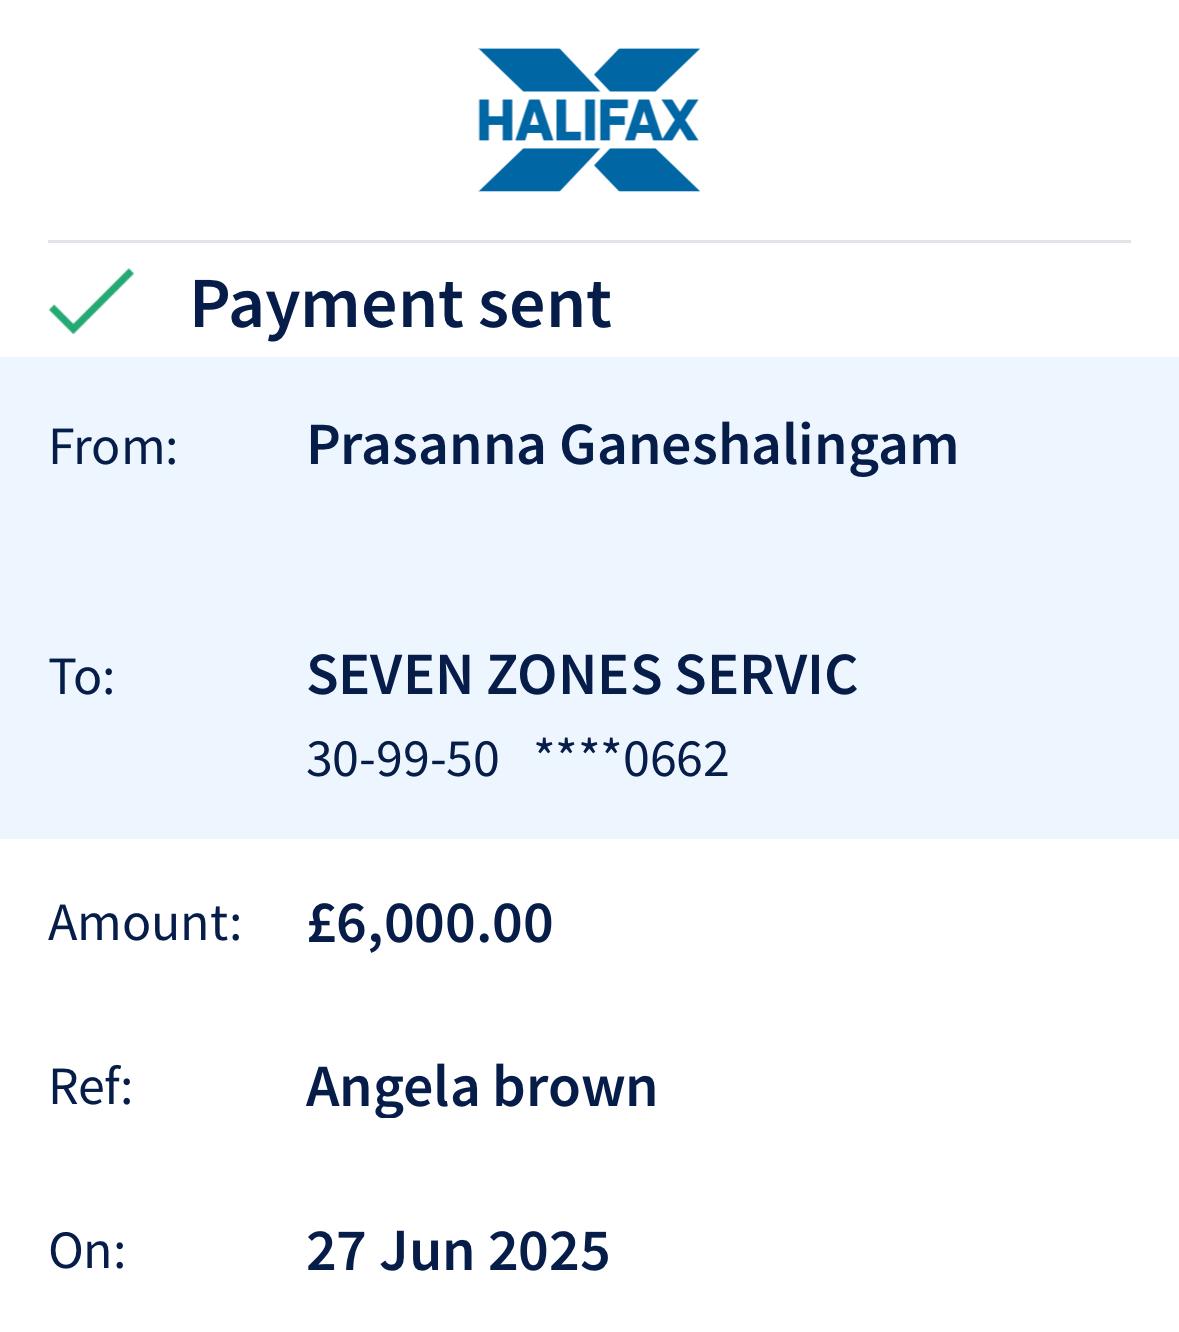 HALIFAX
Payment sent
From: Prasanna Ganeshalingam
To: SEVEN ZONES SERVIC
30-99-50 ****0662
Amount: £6,000.00
Ref: Angela brown
On: 27 Jun 2025